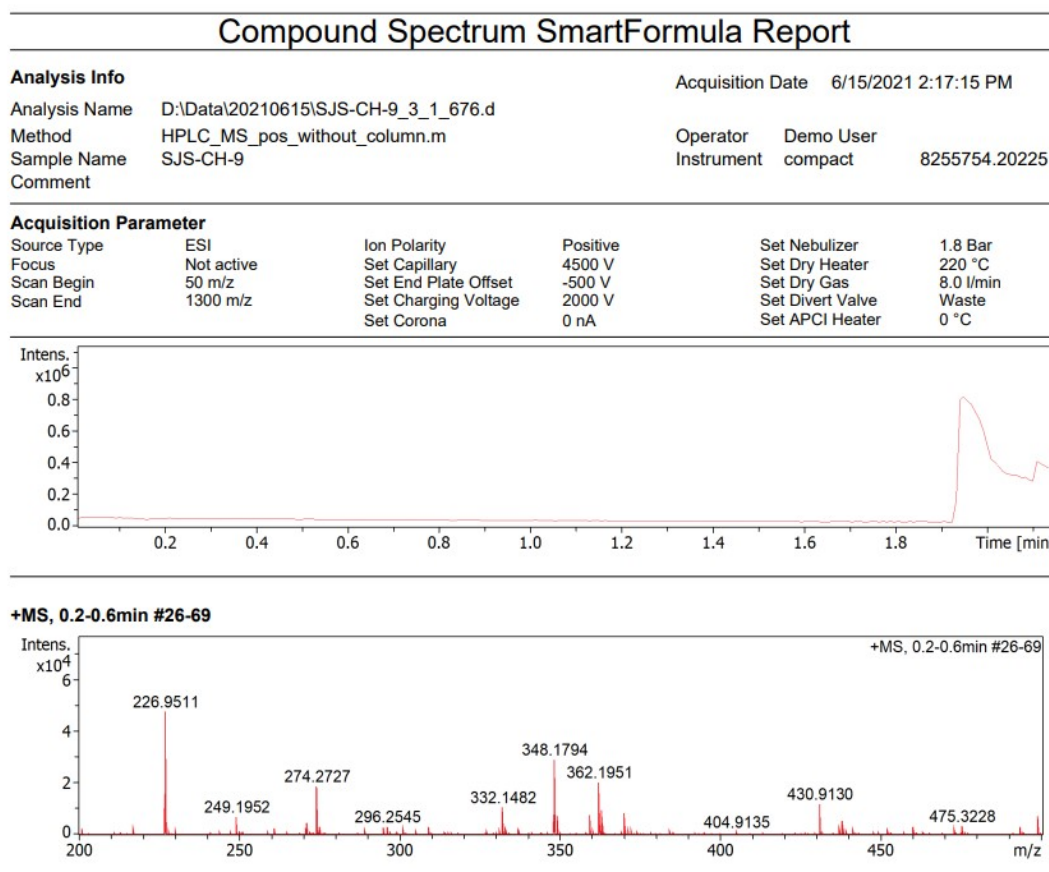 Compound Spectrum SmartFormula Report
Analysis Info
Acquisition Date 6/15/2021 2:17:15 PM
Analysis Name D:\Data\20210615\SJS-CH-9_3_1_676.d
Method HPLC_MS_pos_without_column.m Operator Demo User
Sample Name SJS-CH-9 Instrument compact 8255754.20225
Comment
Acquisition Parameter
Source Type ESI Ion Polarity Positive Set Nebulizer 1.8 Bar
Focus Not active Set Capillary 4500 V Set Dry Heater 220 °C
Scan Begin 50 m/z Set End Plate Offset -500 V Set Dry Gas 8.0 l/min
Scan End 1300 m/z Set Charging Voltage 2000 V Set Divert Valve Waste
Set Corona 0 nA Set APCI Heater 0 °C
Intens.
x106
0.8
0.6
0.4
0.2
0.0
0.2 0.4 0.6 0.8 1.0 1.2 1.4 1.6 1.8 Time [min
+MS, 0.2-0.6min #26-69
Intens. +MS, 0.2-0.6min #26-69
x104
6
226.9511
4
348.1794
362.1951
2 274.2727
332.1482
430.9130
249.1952 296.2545 404.9135 475.3228
0
200 250 300 350 400 450 m/z